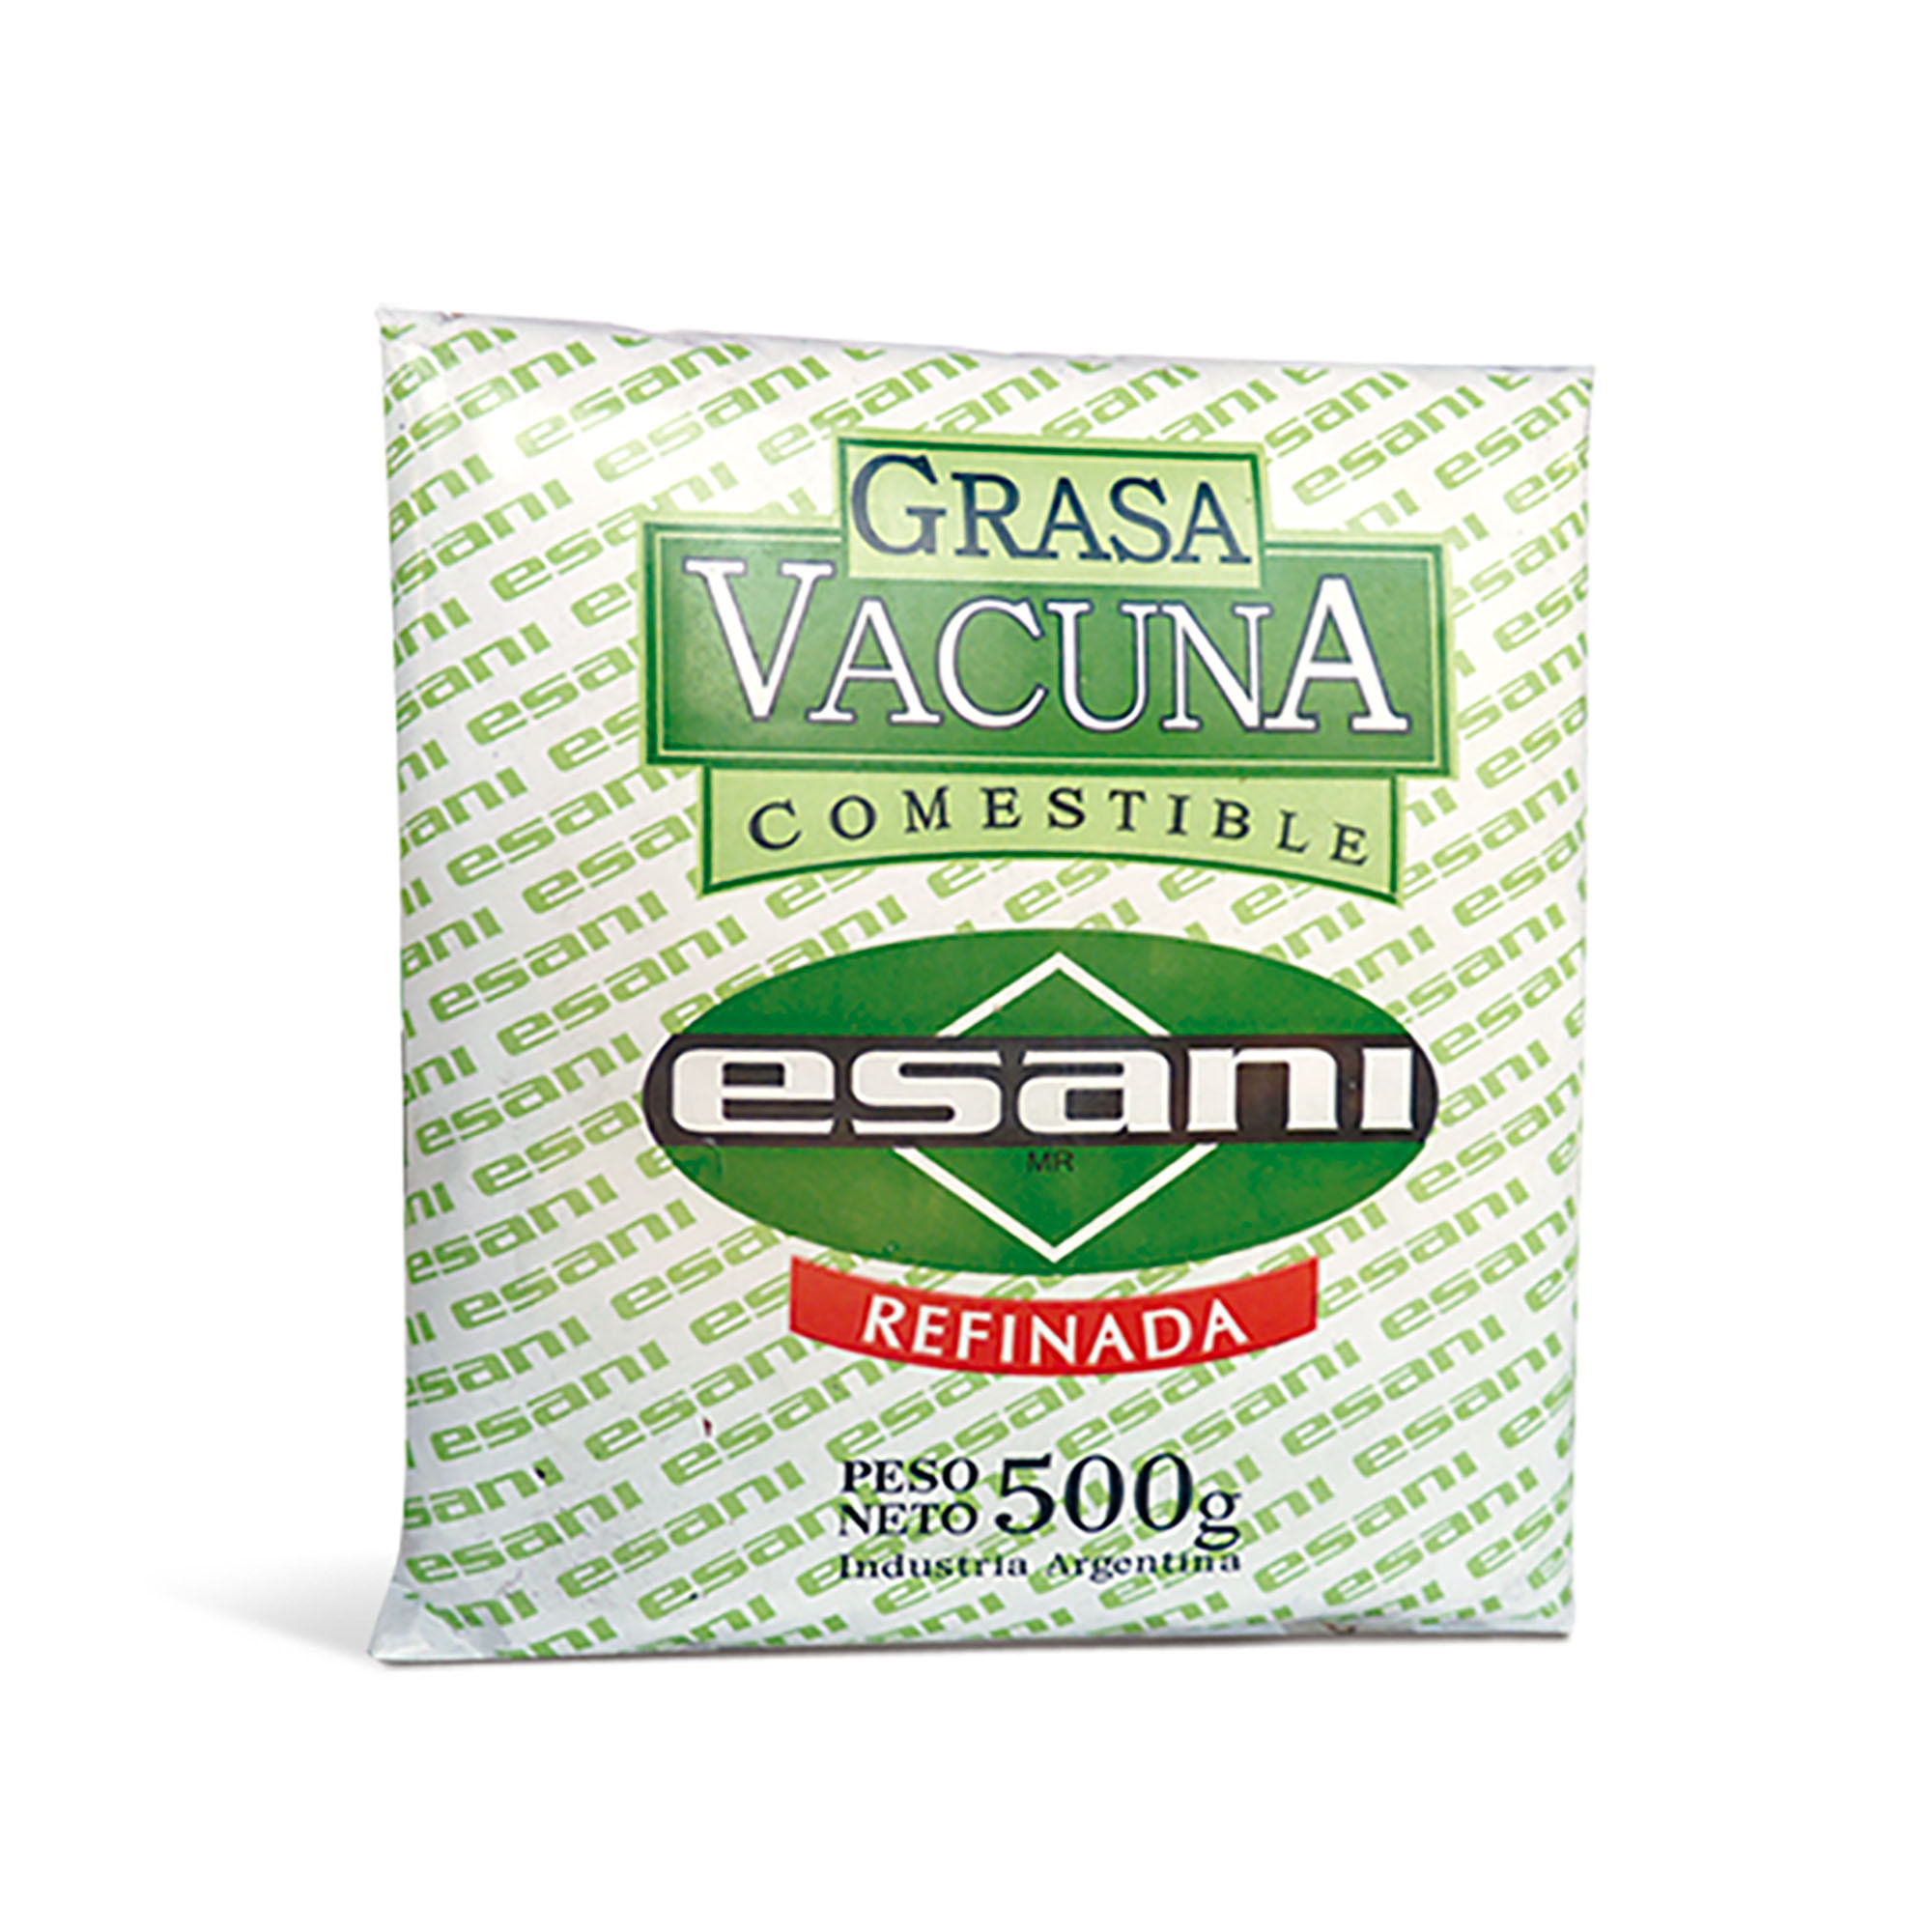 GRASA
VACUNA
COMESTIBLE
esani
MR
REFINADA
PESO NETO 500g
Industria Argentina